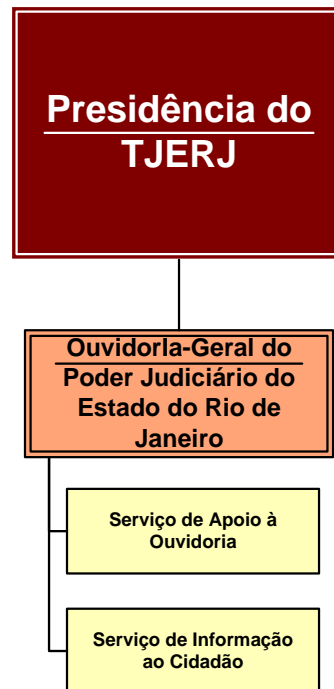 Presidência do
TJERJ
Ouvidorla-Geral do
Poder Judiciário do
Estado do Rio de
Janeiro
Serviço de Apoio à
Ouvidoria
Serviço de Informação
ao Cidadão